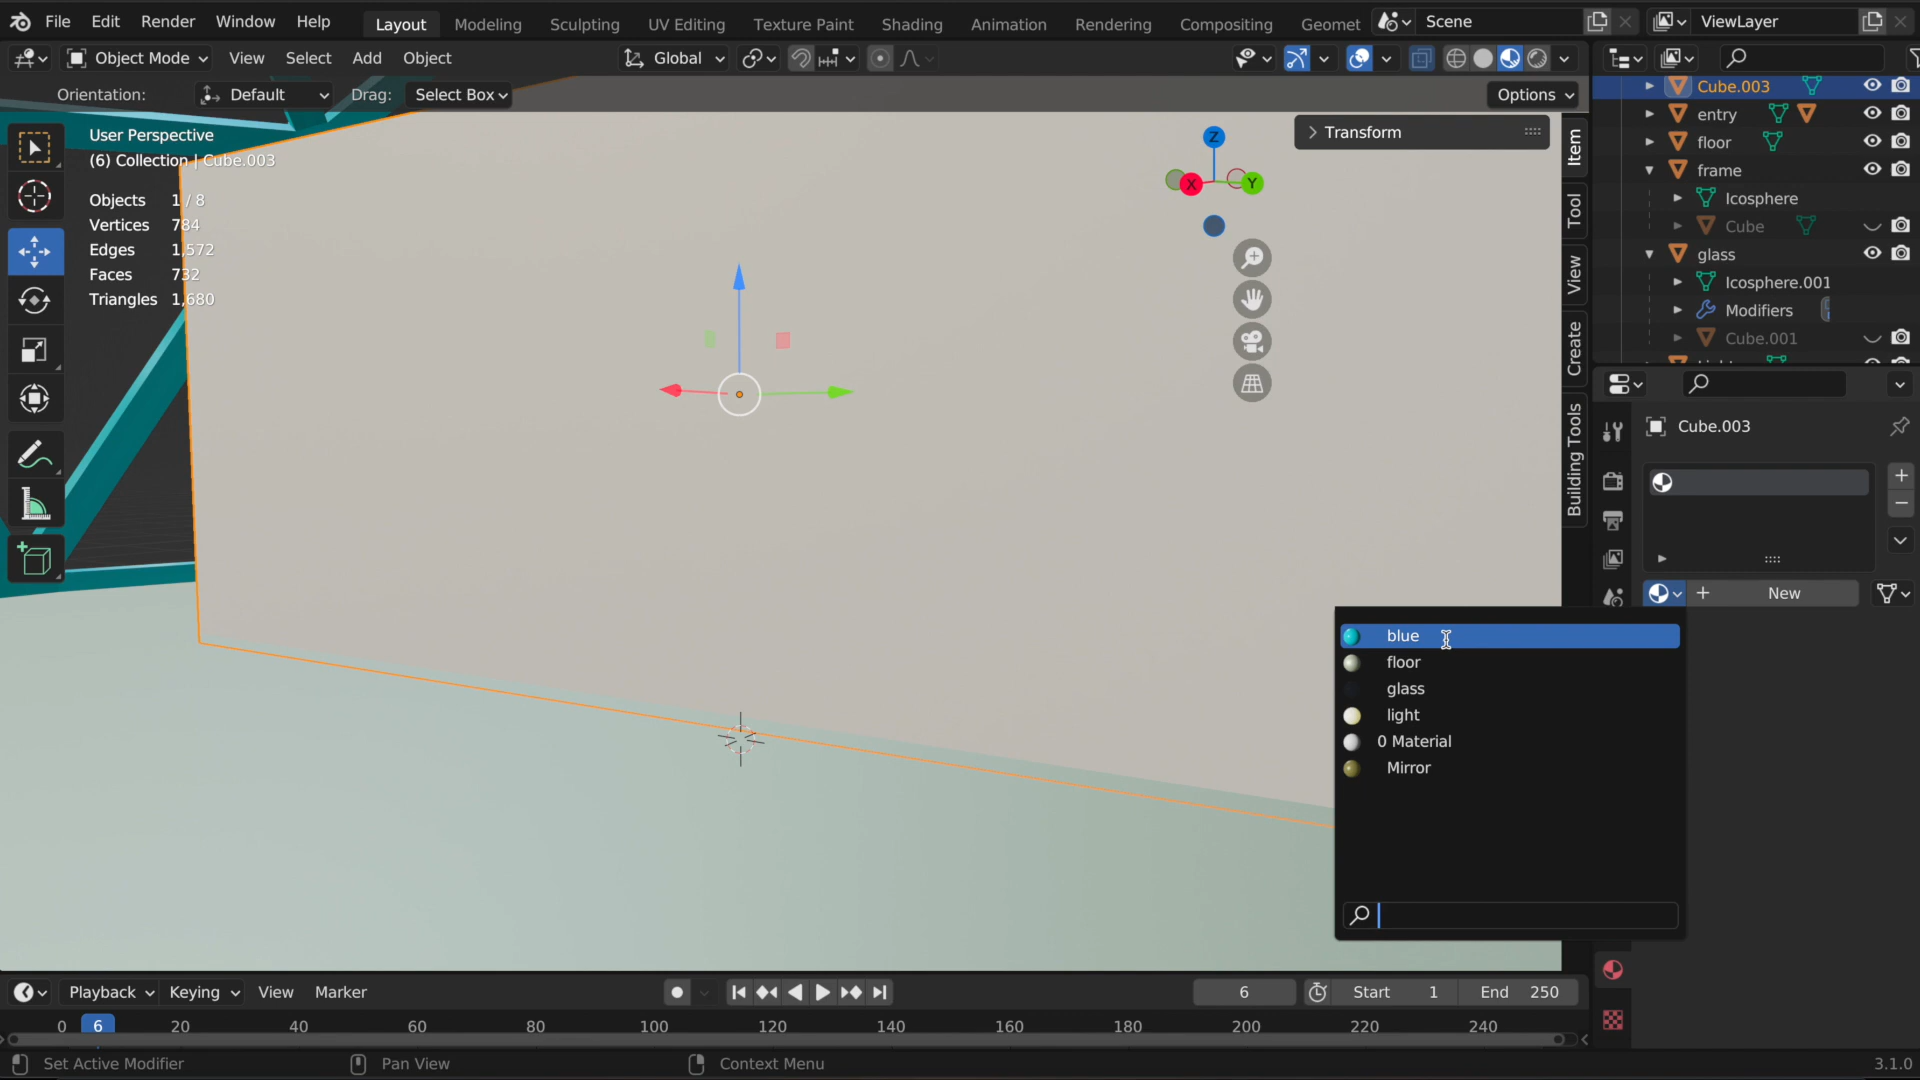 File Edit Render Window Help Layout Modeling Sculpting UV Editing Texture Paint Shading Animation Rendering Compositing Geomet Scene ViewLayer
Object Mode View Select Add Object Global
Orientation: Default Drag: Select Box Options
User Perspective
(6) Collection | Cube.003
Objects 1 / 8
Vertices 784
Edges 1,572
Faces 732
Triangles 1,680
Z
X
Y
Transform
Item
Tool
View
Create
Building Tools
Cube.003
entry
floor
frame
Icosphere
Cube
glass
Icosphere.001
Modifiers
Cube.001
Cube.003
New
blue
floor
glass
light
0 Material
Mirror
Playback Keying View Marker 6 Start 1 End 250
0 6 20 40 60 80 100 120 140 160 180 200 220 240
Set Active Modifier Pan View Context Menu 3.1.0